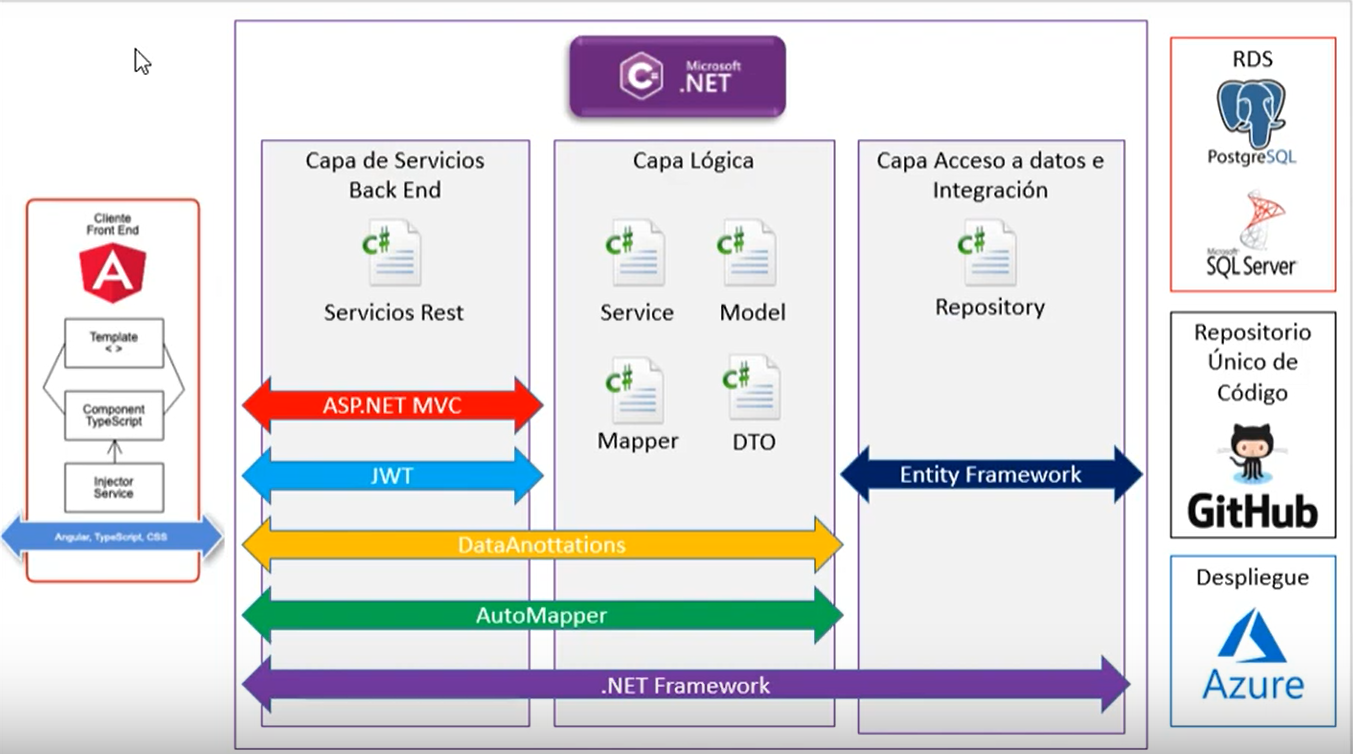 Cliente
Front End
Template
< >
Component
TypeScript
Injector
Service
Angular, TypeScript, CSS
Microsoft
.NET
Capa de Servicios
Back End
C#
Servicios Rest
Capa Lógica
C#
C#
Service
Model
C#
C#
Mapper
DTO
Capa Acceso a datos e
Integración
C#
Repository
ASP.NET MVC
JWT
Entity Framework
DataAnottations
AutoMapper
.NET Framework
RDS
PostgreSQL
Microsoft
SQL Server
Repositorio
Único de
Código
GitHub
Despliegue
Azure